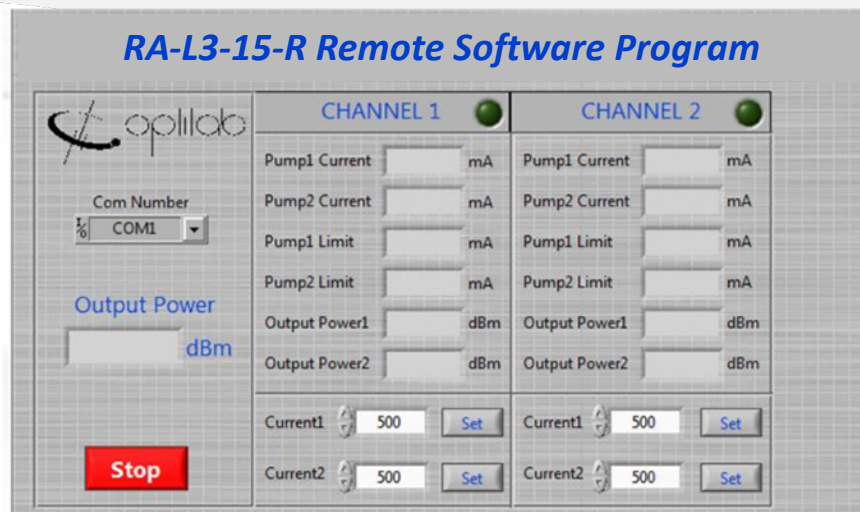 RA-L3-15-R Remote Software Program
optilab
Com Number
I/O COM1
Output Power
dBm
Stop
CHANNEL 1
Pump1 Current mA
Pump2 Current mA
Pump1 Limit mA
Pump2 Limit mA
Output Power1 dBm
Output Power2 dBm
Current1 500 Set
Current2 500 Set
CHANNEL 2
Pump1 Current mA
Pump2 Current mA
Pump1 Limit mA
Pump2 Limit mA
Output Power1 dBm
Output Power2 dBm
Current1 500 Set
Current2 500 Set